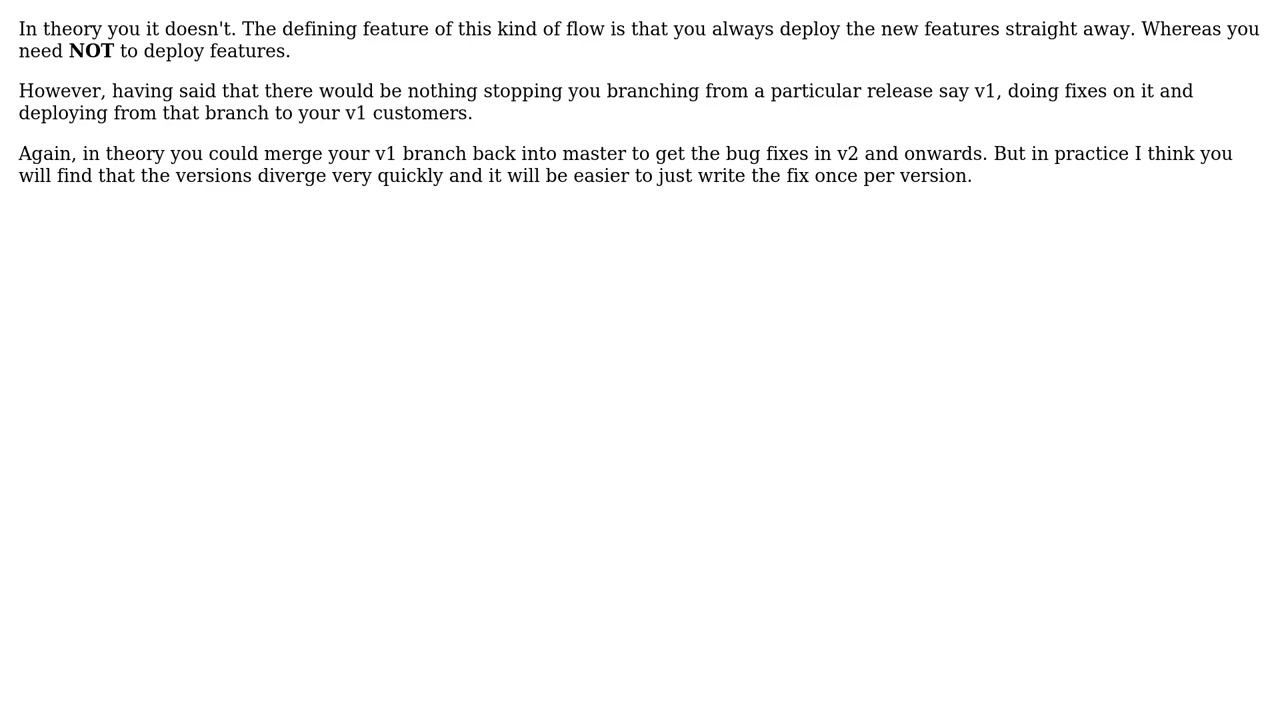 In theory you it doesn't. The defining feature of this kind of flow is that you always deploy the new features straight away. Whereas you
need NOT to deploy features.
However, having said that there would be nothing stopping you branching from a particular release say v1, doing fixes on it and
deploying from that branch to your v1 customers.
Again, in theory you could merge your v1 branch back into master to get the bug fixes in v2 and onwards. But in practice I think you
will find that the versions diverge very quickly and it will be easier to just write the fix once per version.